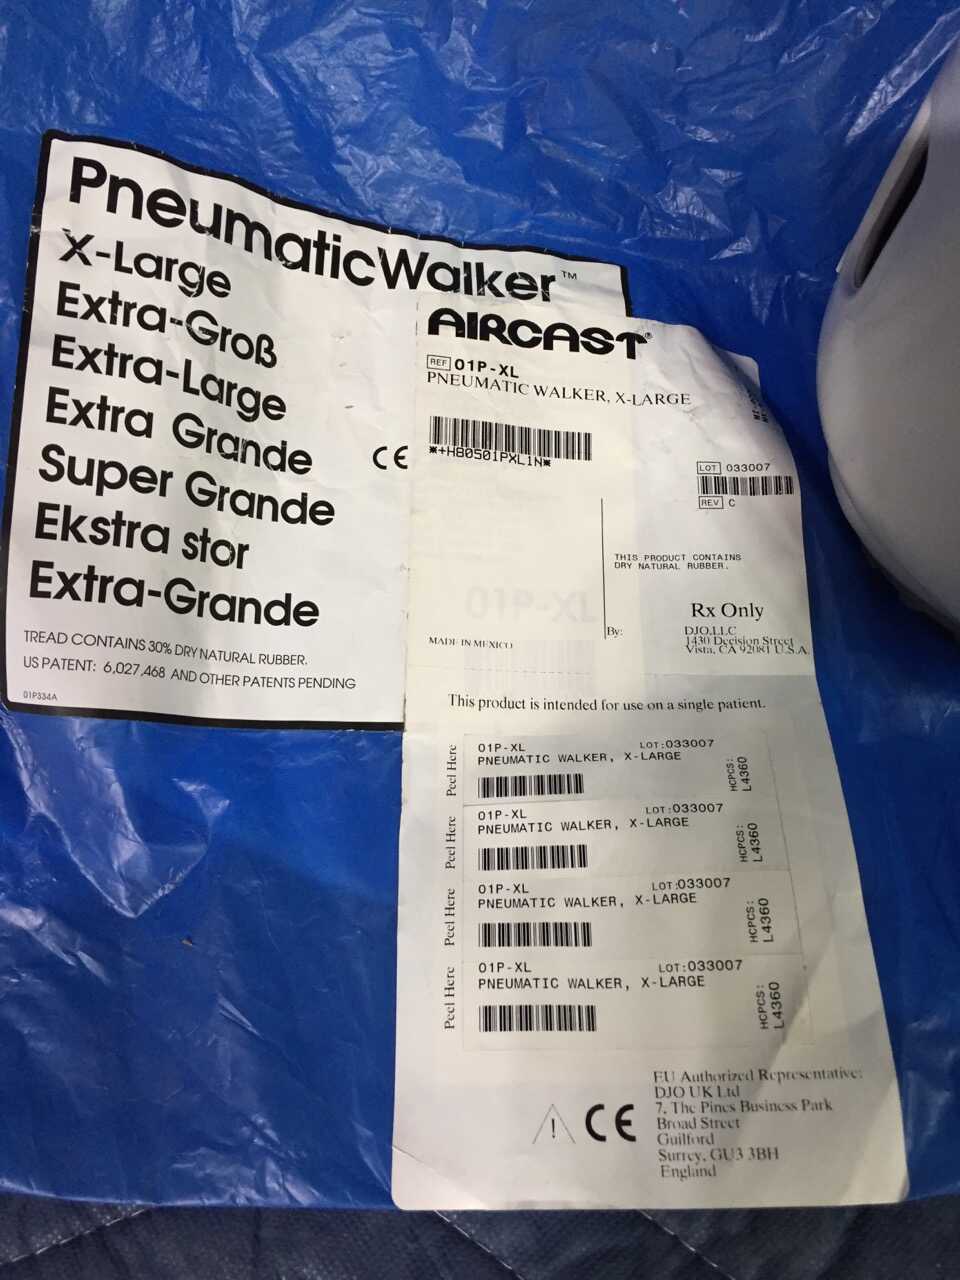 PneumaticWalker™
X-Large
Extra-Groß
Extra-Large
Extra Grande
Super Grande
Ekstra stor
Extra-Grande
CE
TREAD CONTAINS 30% DRY NATURAL RUBBER.
US PATENT: 6,027,468 AND OTHER PATENTS PENDING
01P334A
AIRCAST®
REF 01P-XL
PNEUMATIC WALKER, X-LARGE
*+H80501PXL1N*
LOT 033007
REV C
THIS PRODUCT CONTAINS
DRY NATURAL RUBBER.
01P-XL
Rx Only
MADE IN MEXICO
By: DJO,LLC
1430 Decision Street
Vista, CA 92081 U.S.A.
This product is intended for use on a single patient.
Peel Here
01P-XL LOT:033007
PNEUMATIC WALKER, X-LARGE
HCPCS:
L4360
Peel Here
01P-XL LOT:033007
PNEUMATIC WALKER, X-LARGE
HCPCS:
L4360
Peel Here
01P-XL LOT:033007
PNEUMATIC WALKER, X-LARGE
HCPCS:
L4360
Peel Here
01P-XL LOT:033007
PNEUMATIC WALKER, X-LARGE
HCPCS:
L4360
! CE
EU Authorized Representative:
DJO UK Ltd
7, The Pines Business Park
Broad Street
Guilford
Surrey, GU3 3BH
England